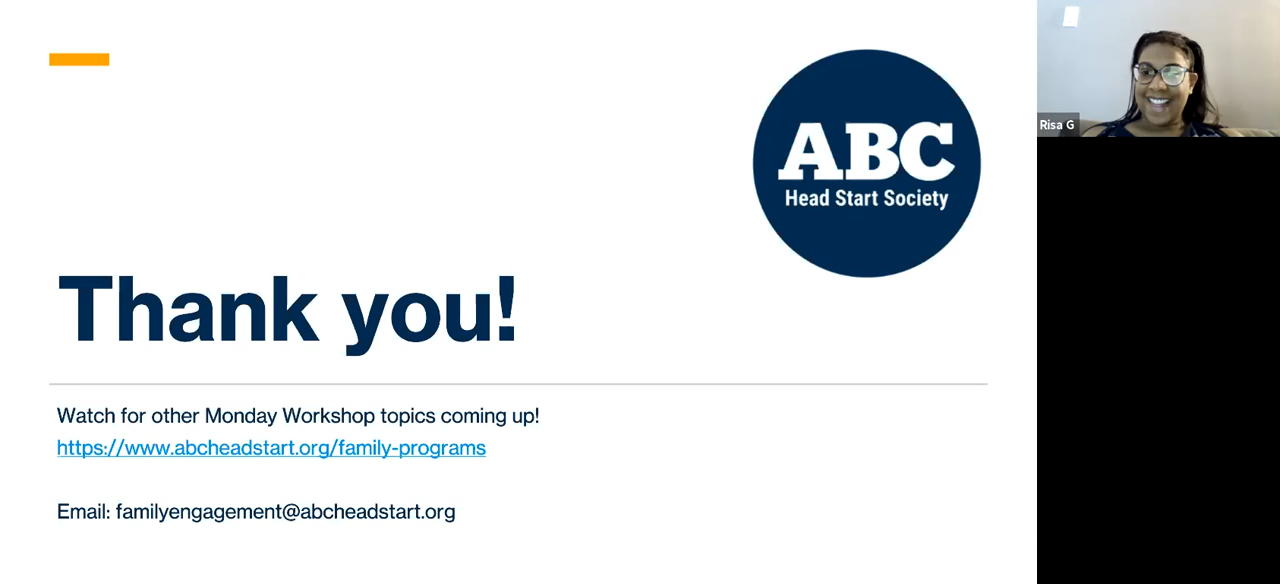 ABC
Head Start Society
Risa G
Thank you!
Watch for other Monday Workshop topics coming up!
https://www.abcheadstart.org/family-programs
Email: familyengagement@abcheadstart.org